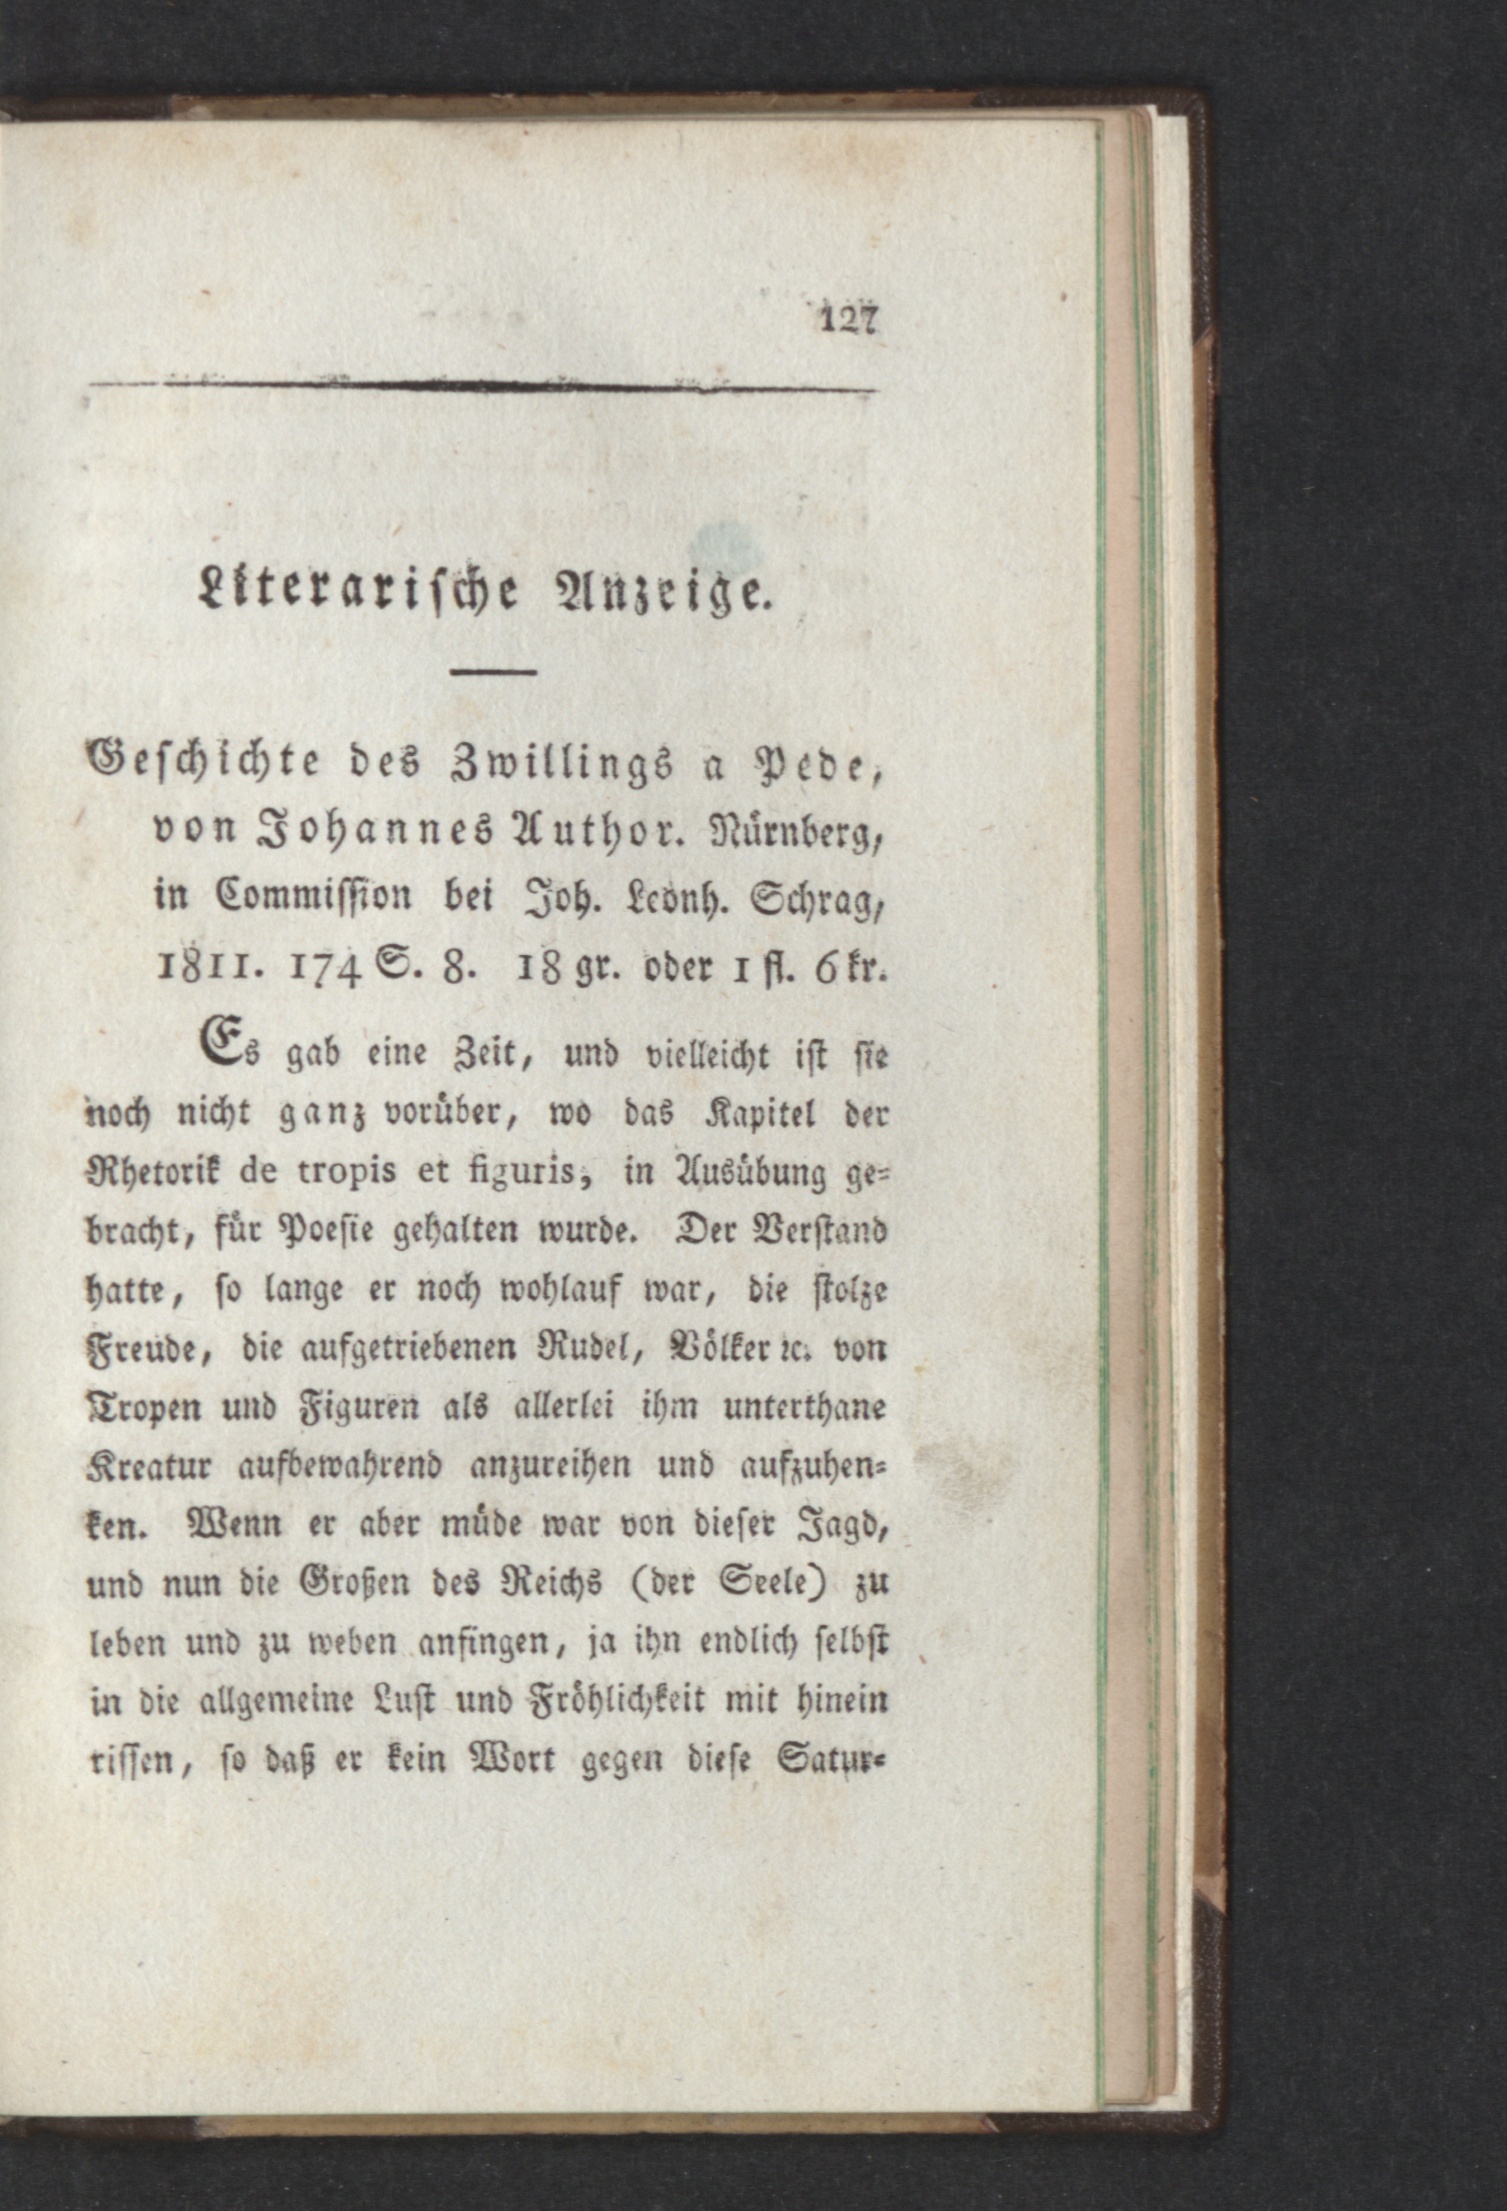 127
Literarische Anzeige.
Geschichte des Zwillings a Pede,
von Johannes Author. Nürnberg,
in Commission bei Joh. Leonh. Schrag,
1811. 174 S. 8. 18 gr. oder 1 fl. 6 kr.
Es gab eine Zeit, und vielleicht ist sie
noch nicht ganz vorüber, wo das Kapitel der
Rhetorik de tropis et figuris, in Ausübung ge-
bracht, für Poesie gehalten wurde. Der Verstand
hatte, so lange er noch wohlauf war, die stolze
Freude, die aufgetriebenen Rudel, Völker ꝛc. von
Tropen und Figuren als allerlei ihm unterthane
Kreatur aufbewahrend anzureihen und aufzuhen-
ken. Wenn er aber müde war von dieser Jagd,
und nun die Großen des Reichs (der Seele) zu
leben und zu weben anfingen, ja ihn endlich selbst
in die allgemeine Lust und Fröhlichkeit mit hinein
rissen, so daß er kein Wort gegen diese Satur-